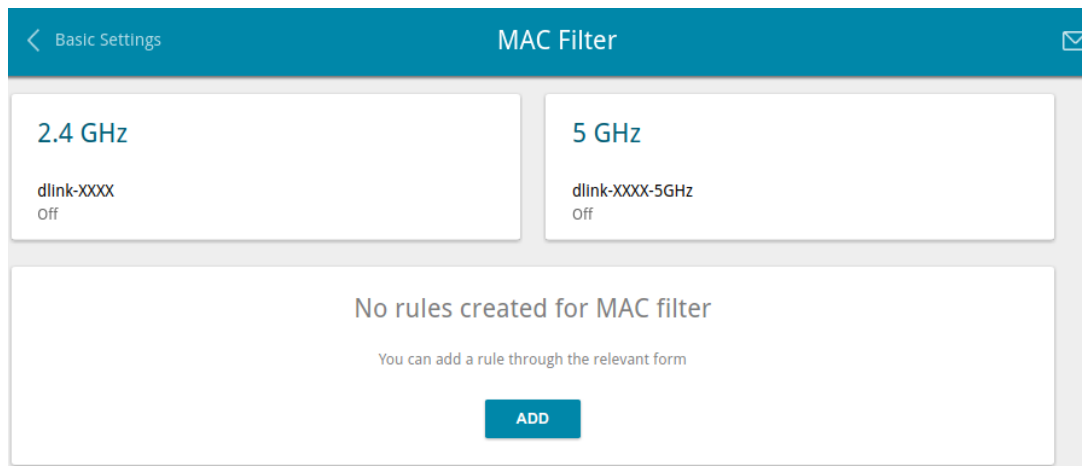 Basic Settings
MAC Filter
2.4 GHz
dlink-XXXX
Off
5 GHz
dlink-XXXX-5GHz
Off
No rules created for MAC filter
You can add a rule through the relevant form
ADD